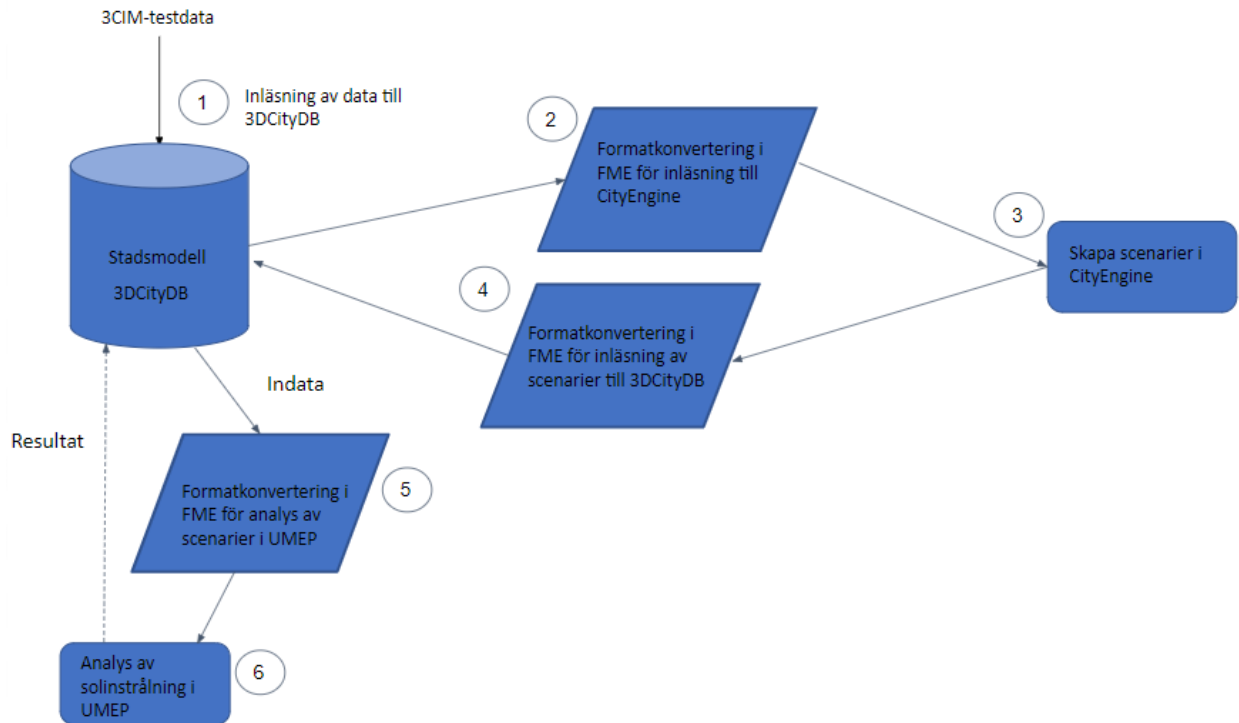 3CIM-testdata
1
Inläsning av data till
3DCityDB
2
Formatkonvertering i
FME för inläsning till
CityEngine
3
Skapa scenarier i
CityEngine
Stadsmodell
3DCityDB
4
Formatkonvertering i
FME för inläsning av
scenarier till 3DCityDB
Indata
Resultat
Formatkonvertering i
FME för analys av
scenarier i UMEP
5
Analys av
solinstrålning i
UMEP
6